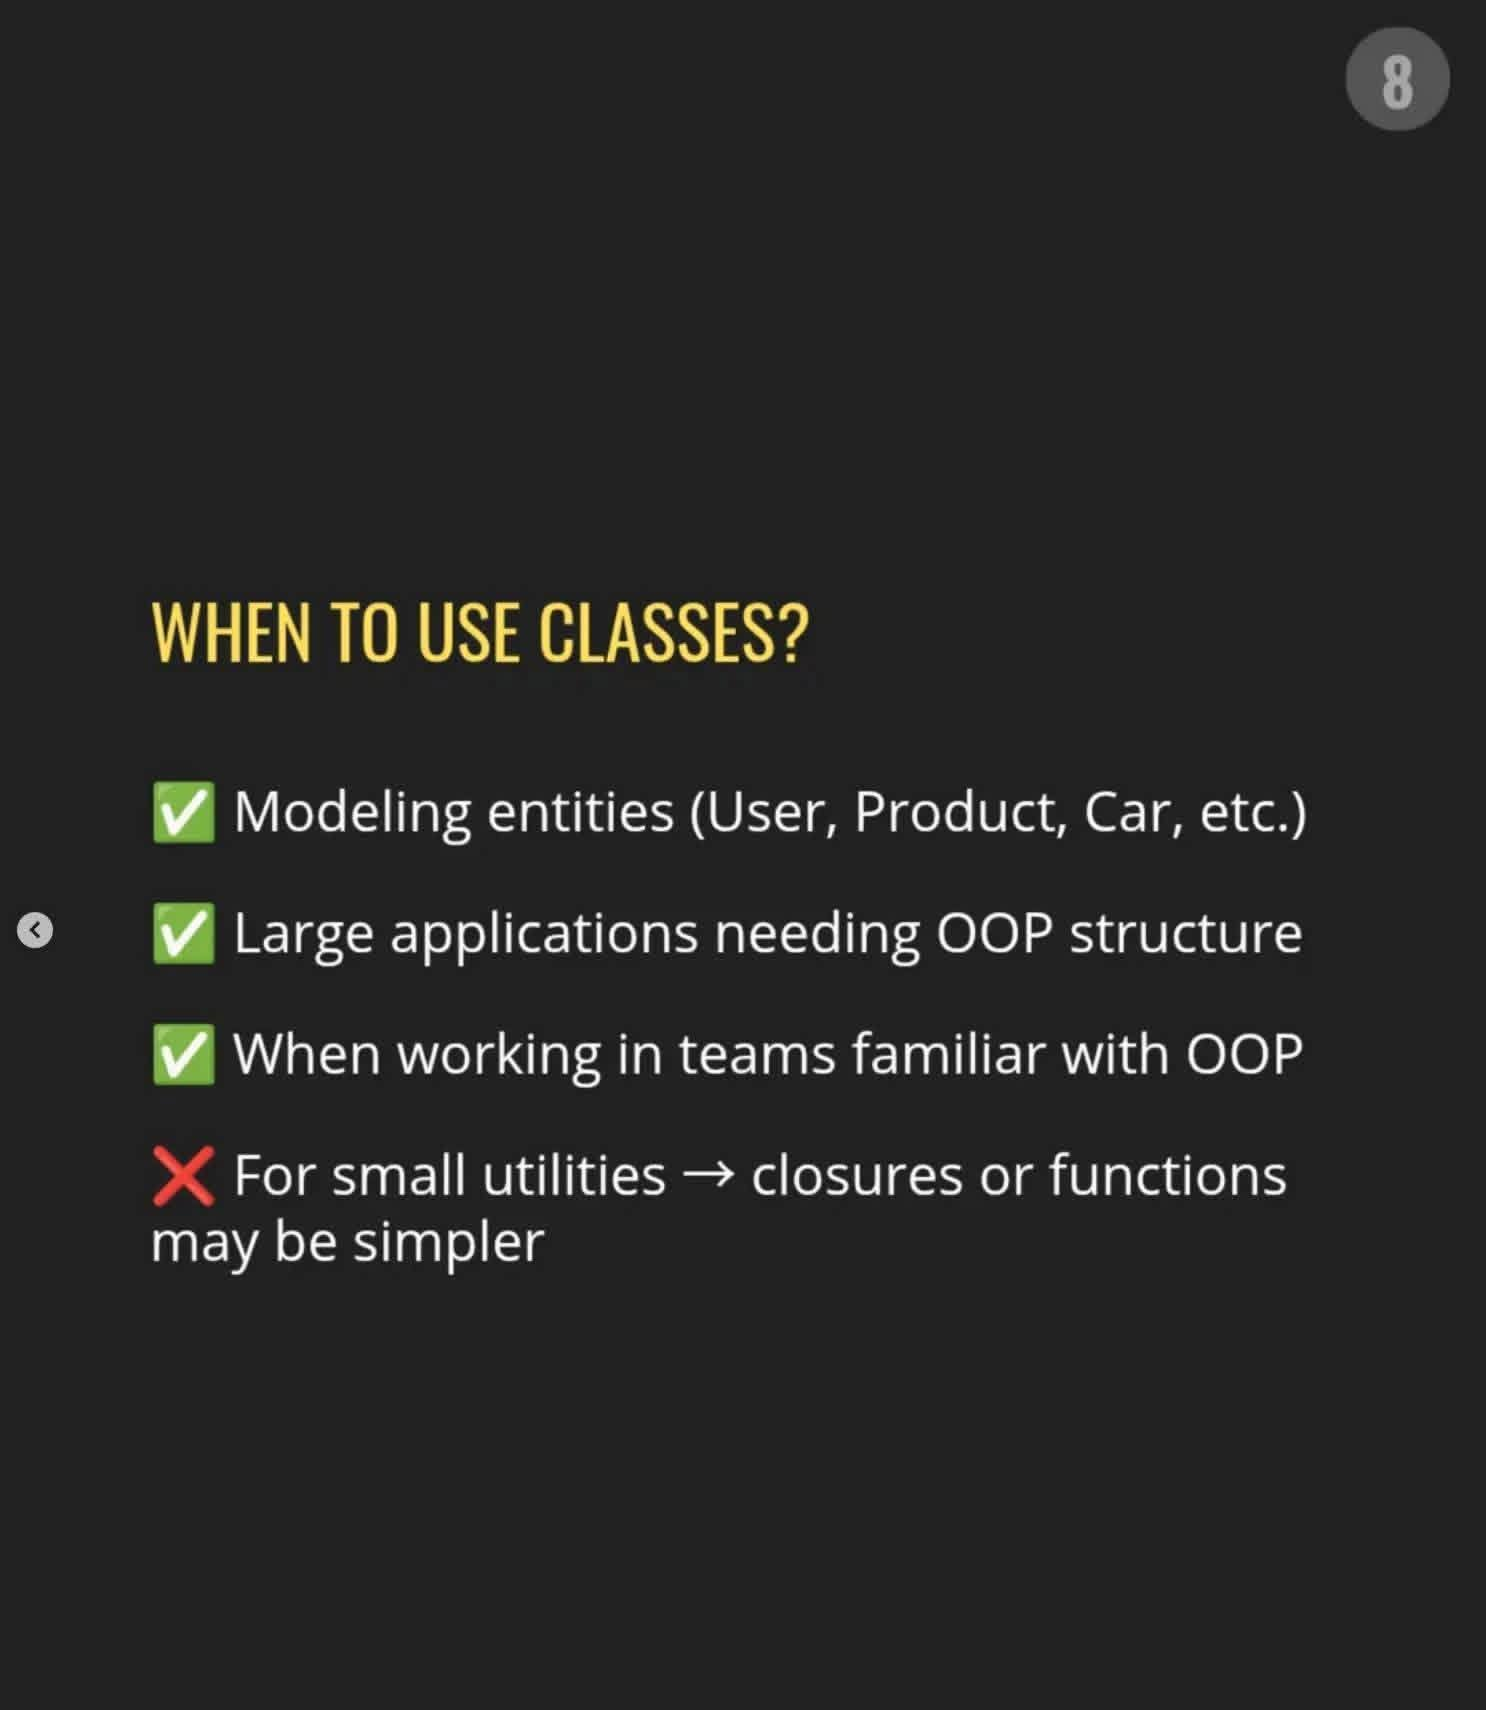 8
WHEN TO USE CLASSES?
✅ Modeling entities (User, Product, Car, etc.)
✅ Large applications needing OOP structure
✅ When working in teams familiar with OOP
❌ For small utilities → closures or functions
may be simpler